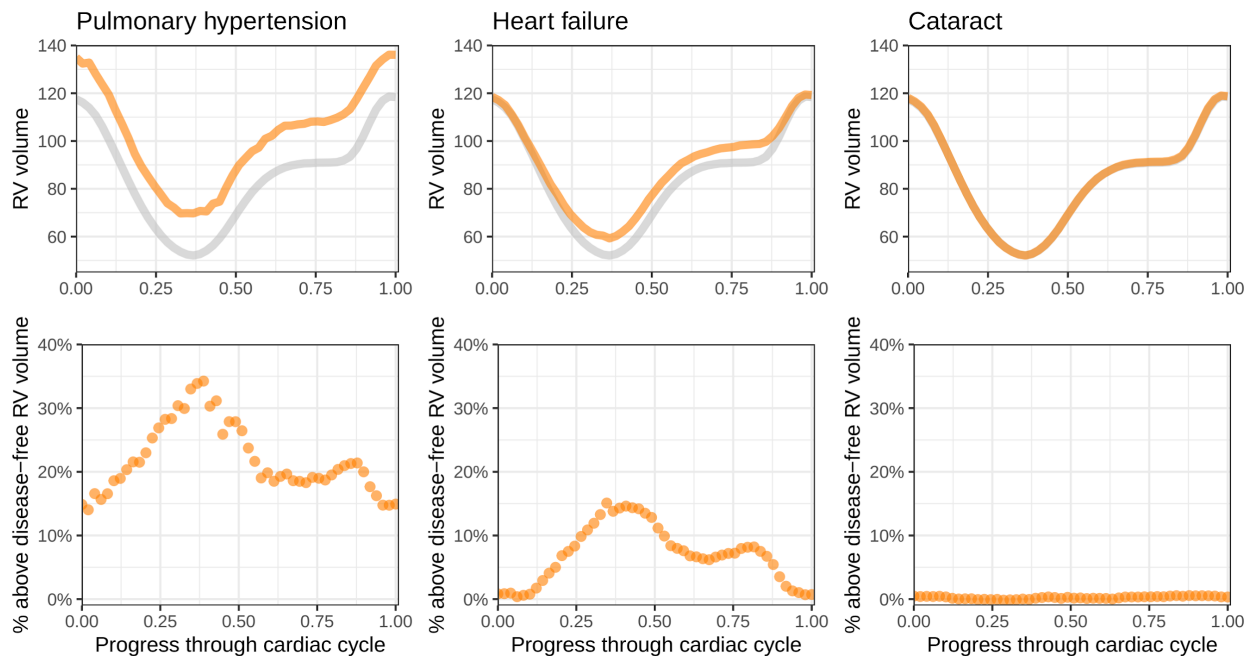 Pulmonary hypertension
RV volume
140
120
100
80
60
0.00 0.25 0.50 0.75 1.00
Heart failure
RV volume
140
120
100
80
60
0.00 0.25 0.50 0.75 1.00
Cataract
RV volume
140
120
100
80
60
0.00 0.25 0.50 0.75 1.00
% above disease−free RV volume
40%
30%
20%
10%
0%
0.00 0.25 0.50 0.75 1.00
Progress through cardiac cycle
% above disease−free RV volume
40%
30%
20%
10%
0%
0.00 0.25 0.50 0.75 1.00
Progress through cardiac cycle
% above disease−free RV volume
40%
30%
20%
10%
0%
0.00 0.25 0.50 0.75 1.00
Progress through cardiac cycle